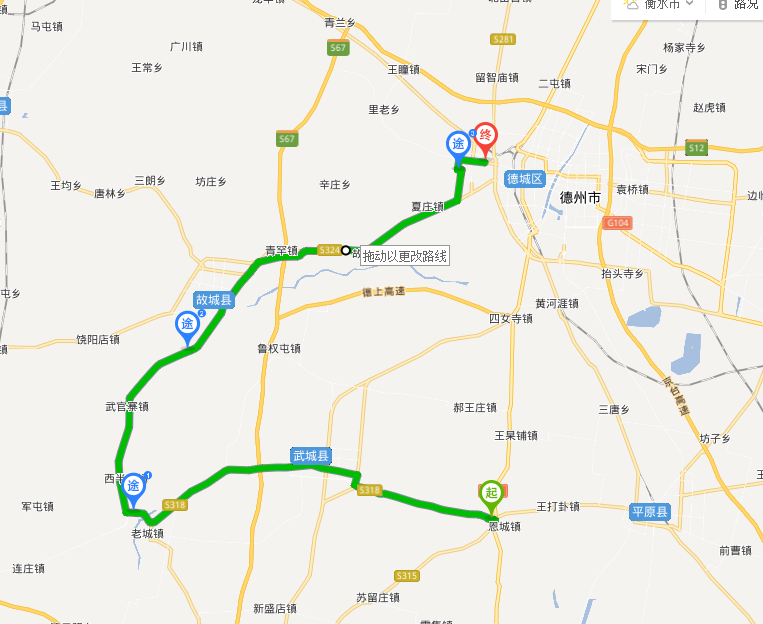 衡水市
路况
青兰乡
马屯镇
广川镇
S67
S281
杨家寺乡
王常乡
王瞳镇
留智庙镇
宋门乡
二屯镇
里老乡
赵虎镇
S67
途
终
S12
王均乡
三朗乡
坊庄乡
辛庄乡
德城区
袁桥镇
唐林乡
德州市
夏庄镇
G104
青罕镇
S324
拖动以更改路线
抬头寺乡
德上高速
故城县
黄河涯镇
途
2
四女寺镇
饶阳店镇
鲁权屯镇
京台高速
武官寨镇
郝王庄镇
三唐乡
王杲铺镇
坊子乡
武城县
途
1
S318
起
军屯镇
S318
王打卦镇
平原县
老城镇
恩城镇
前曹镇
连庄镇
S315
苏留庄镇
新盛店镇